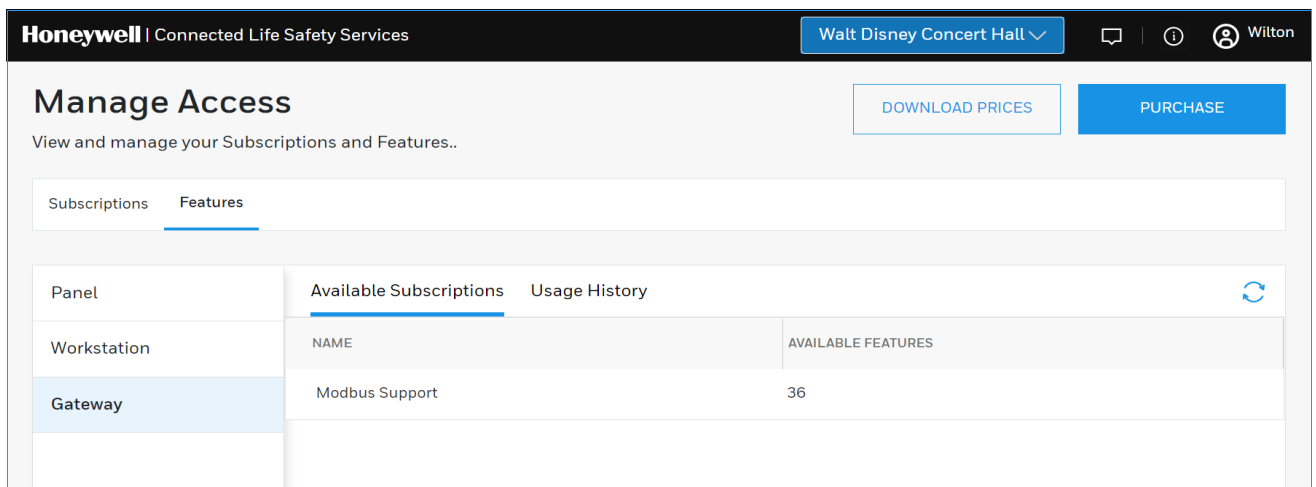 Honeywell | Connected Life Safety Services
Walt Disney Concert Hall
Wilton
Manage Access
DOWNLOAD PRICES
PURCHASE
View and manage your Subscriptions and Features..
Subscriptions
Features
Panel
Workstation
Gateway
Available Subscriptions
Usage History
NAME
AVAILABLE FEATURES
Modbus Support
36